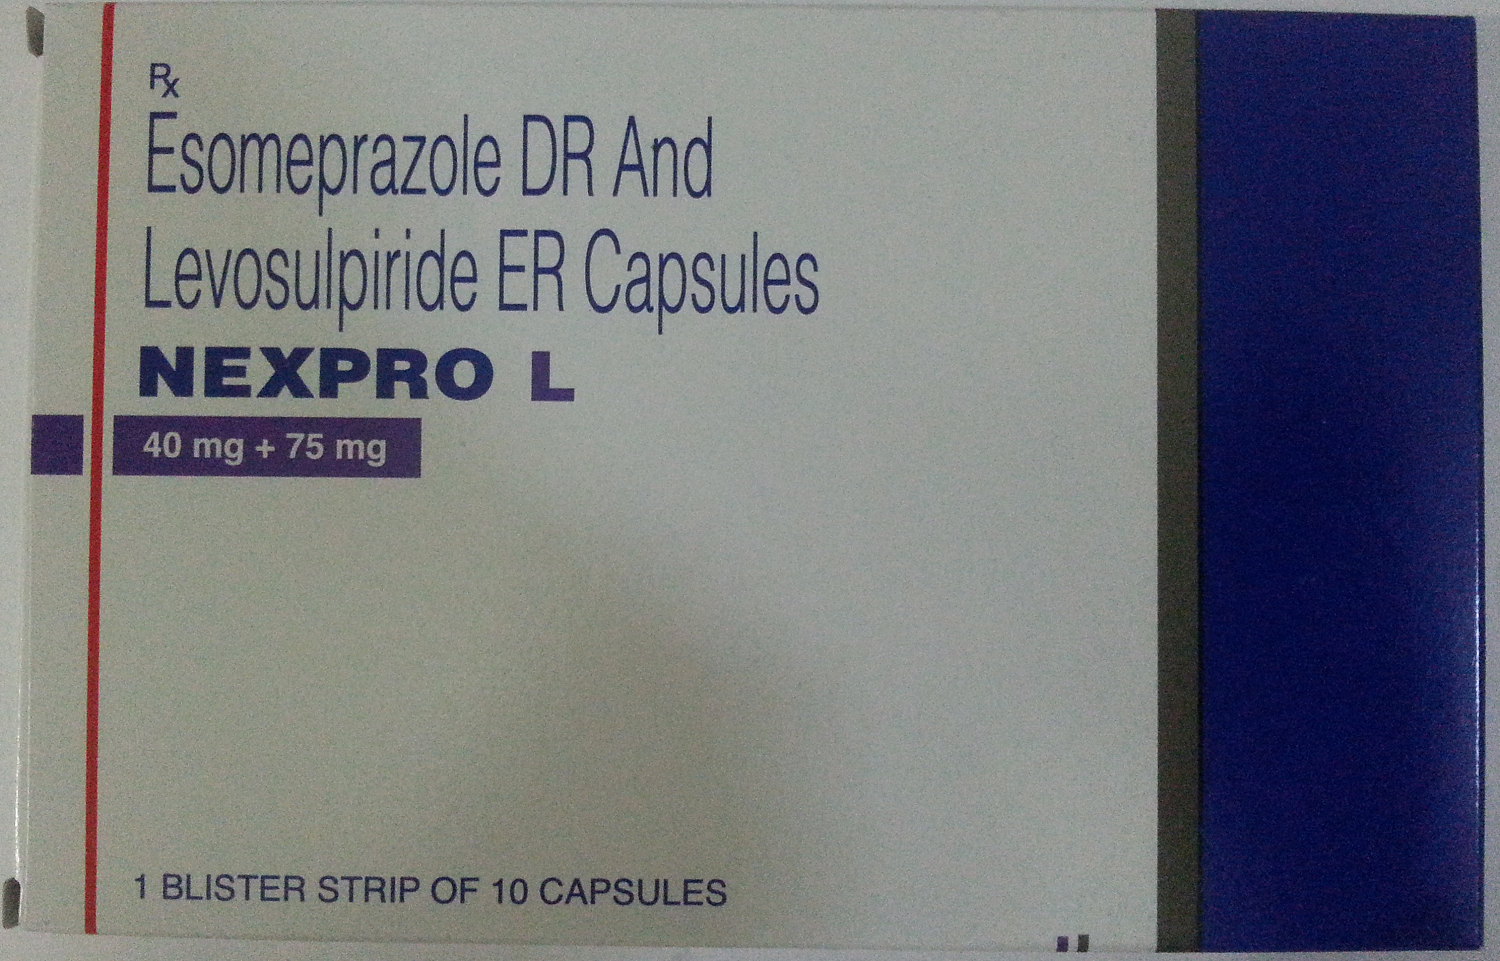 Rx
Esomeprazole DR And
Levosulpiride ER Capsules
NEXPRO L
40 mg + 75 mg
1 BLISTER STRIP OF 10 CAPSULES